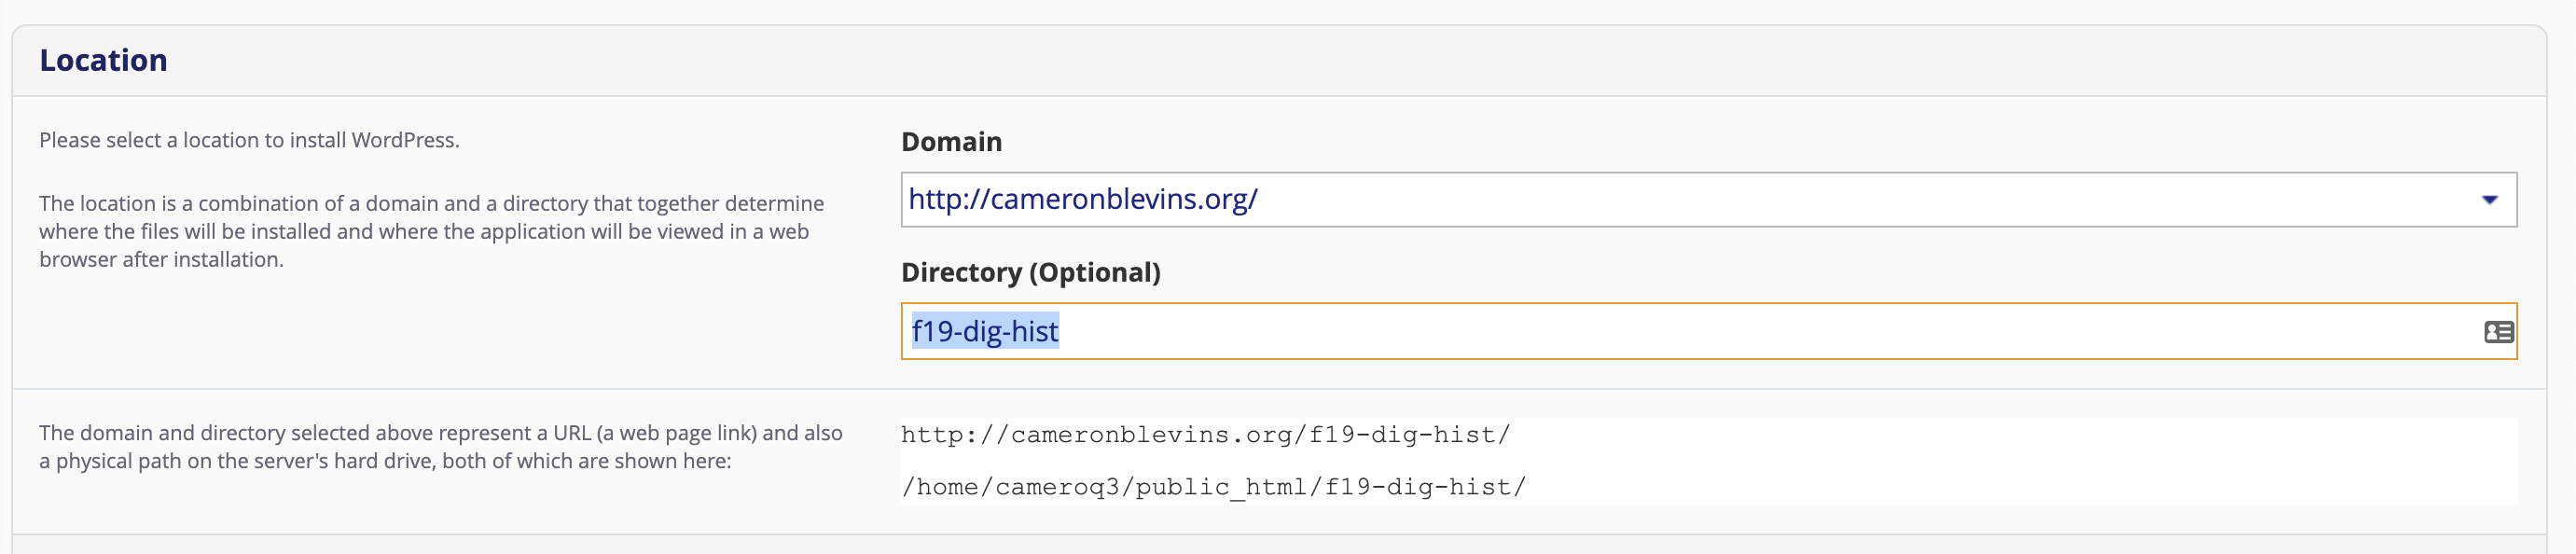 Location
Please select a location to install WordPress.
The location is a combination of a domain and a directory that together determine
where the files will be installed and where the application will be viewed in a web
browser after installation.
Domain
http://cameronblevins.org/
Directory (Optional)
f19-dig-hist
The domain and directory selected above represent a URL (a web page link) and also
a physical path on the server's hard drive, both of which are shown here:
http://cameronblevins.org/f19-dig-hist/
/home/cameroq3/public_html/f19-dig-hist/